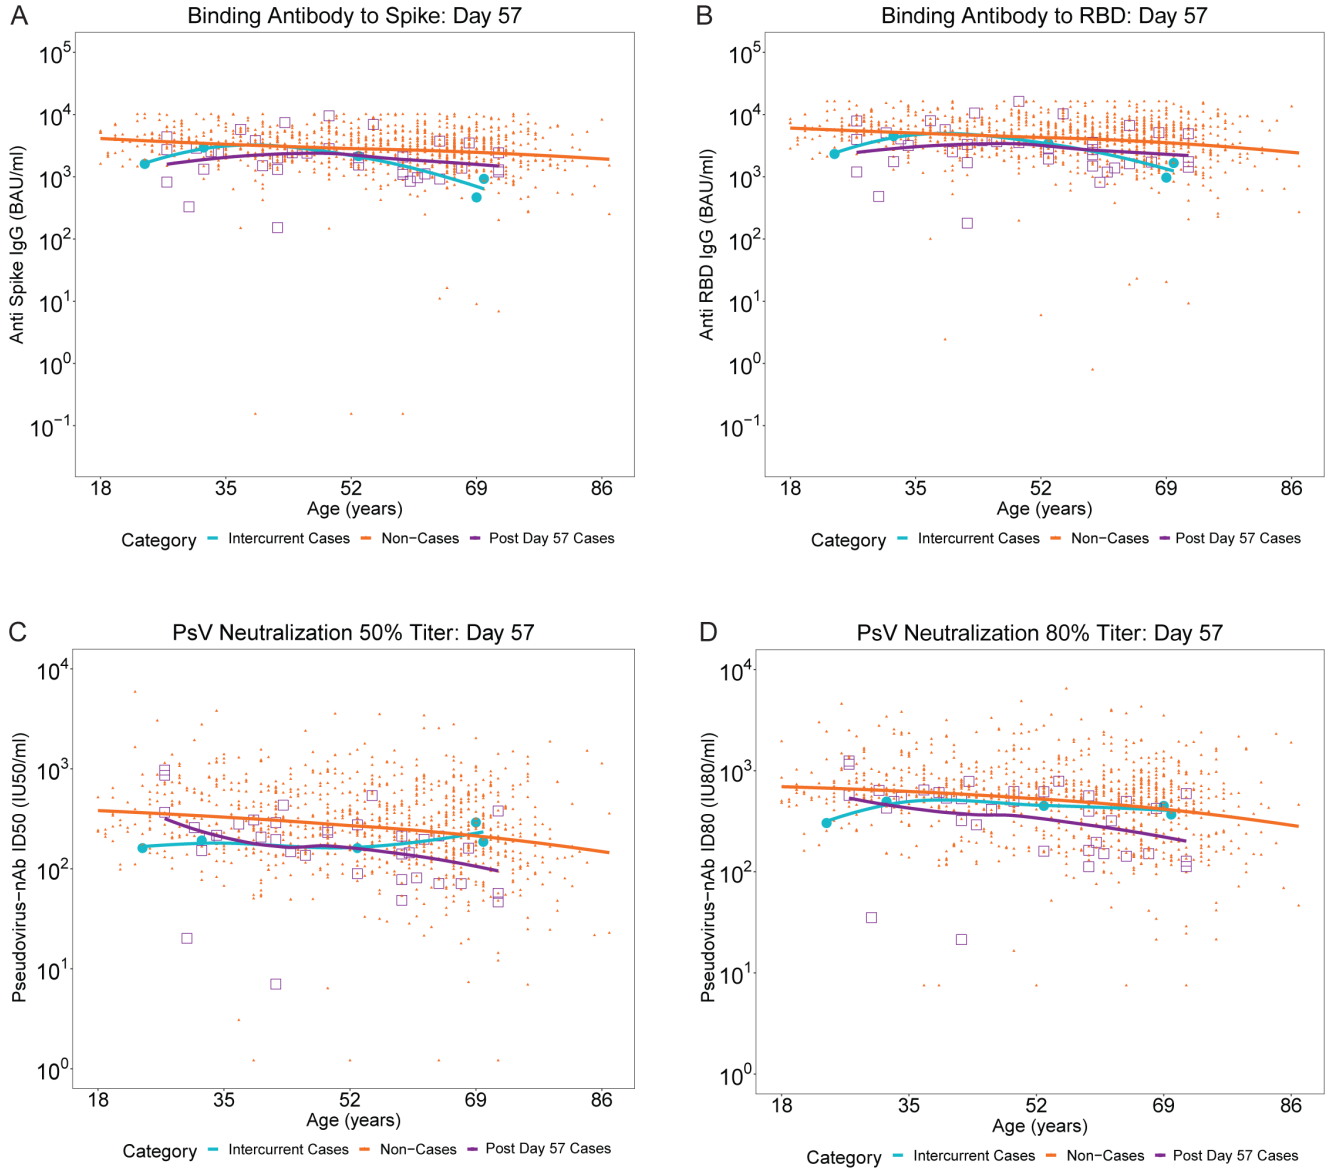 A
Binding Antibody to Spike: Day 57
Anti Spike IgG (BAU/ml)
10^5
10^4
10^3
10^2
10^1
10^0
10^−1
18 35 52 69 86
Age (years)
Category Intercurrent Cases Non−Cases Post Day 57 Cases
B
Binding Antibody to RBD: Day 57
Anti RBD IgG (BAU/ml)
10^5
10^4
10^3
10^2
10^1
10^0
10^−1
18 35 52 69 86
Age (years)
Category Intercurrent Cases Non−Cases Post Day 57 Cases
C
PsV Neutralization 50% Titer: Day 57
Pseudovirus−nAb ID50 (IU50/ml)
10^4
10^3
10^2
10^1
10^0
18 35 52 69 86
Age (years)
Category Intercurrent Cases Non−Cases Post Day 57 Cases
D
PsV Neutralization 80% Titer: Day 57
Pseudovirus−nAb ID80 (IU80/ml)
10^4
10^3
10^2
10^1
10^0
18 35 52 69 86
Age (years)
Category Intercurrent Cases Non−Cases Post Day 57 Cases